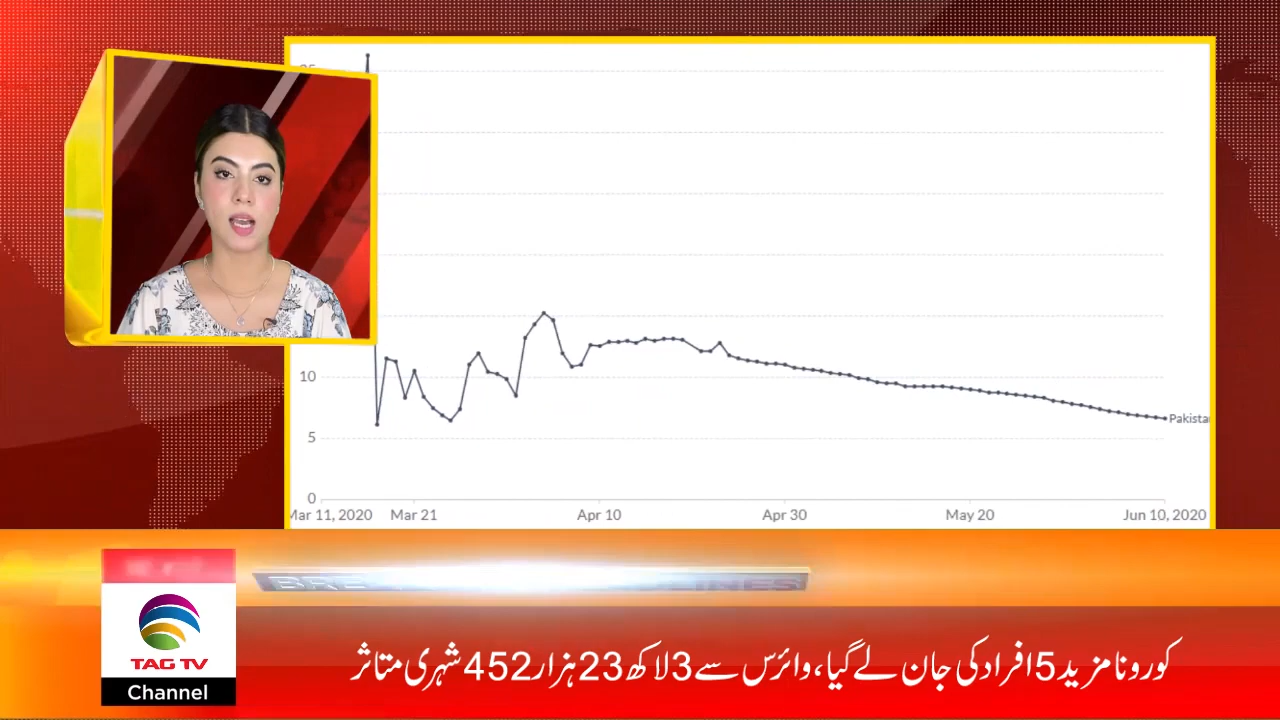 10
5
0
Mar 11, 2020 Mar 21 Apr 10 Apr 30 May 20 Jun 10, 2020
Pakistan
TAG TV
Channel
کورونا مزید 5 افراد کی جان لے گیا، وائرس سے 3 لاکھ 23 ہزار 452 شہری متاثر